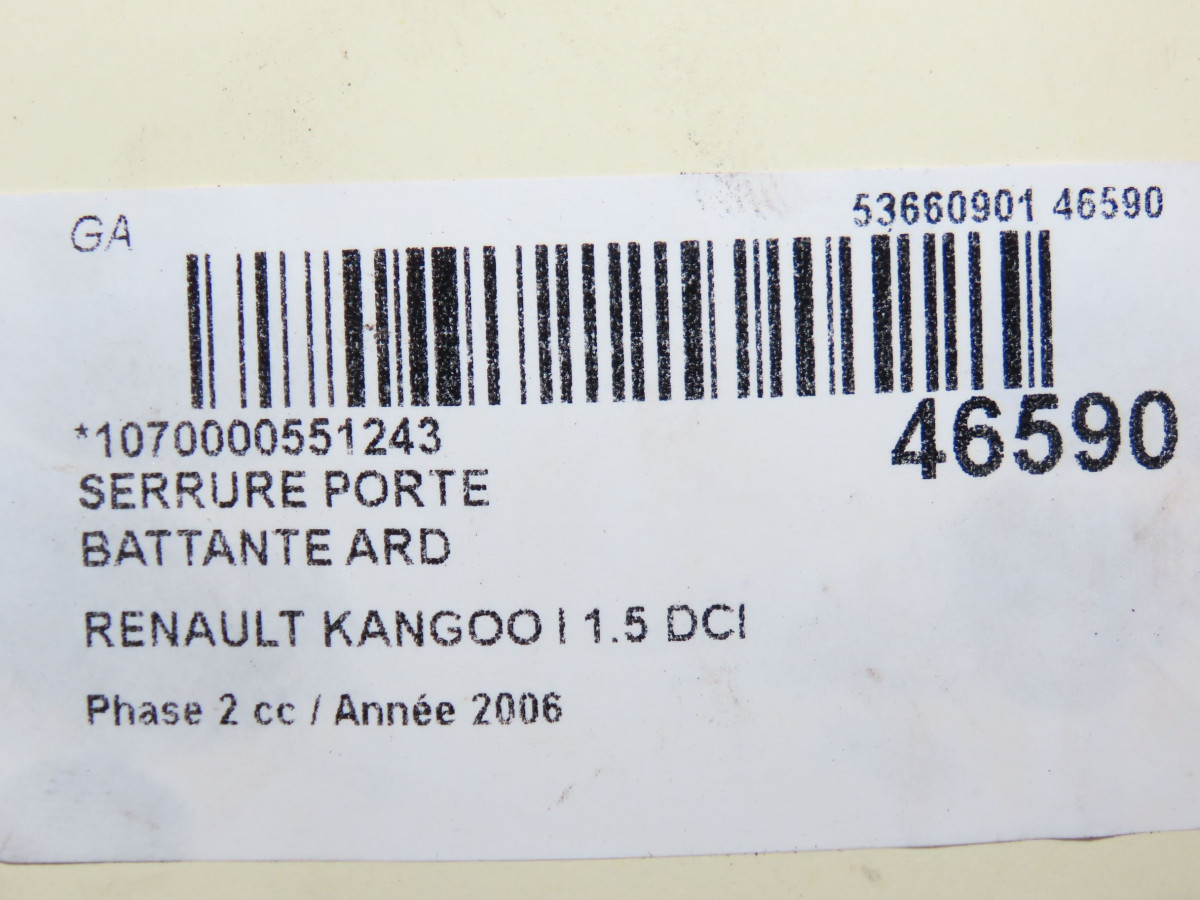 GA
53660901 46590
*1070000551243
46590
SERRURE PORTE
BATTANTE ARD
RENAULT KANGOO I 1.5 DCI
Phase 2 cc / Année 2006